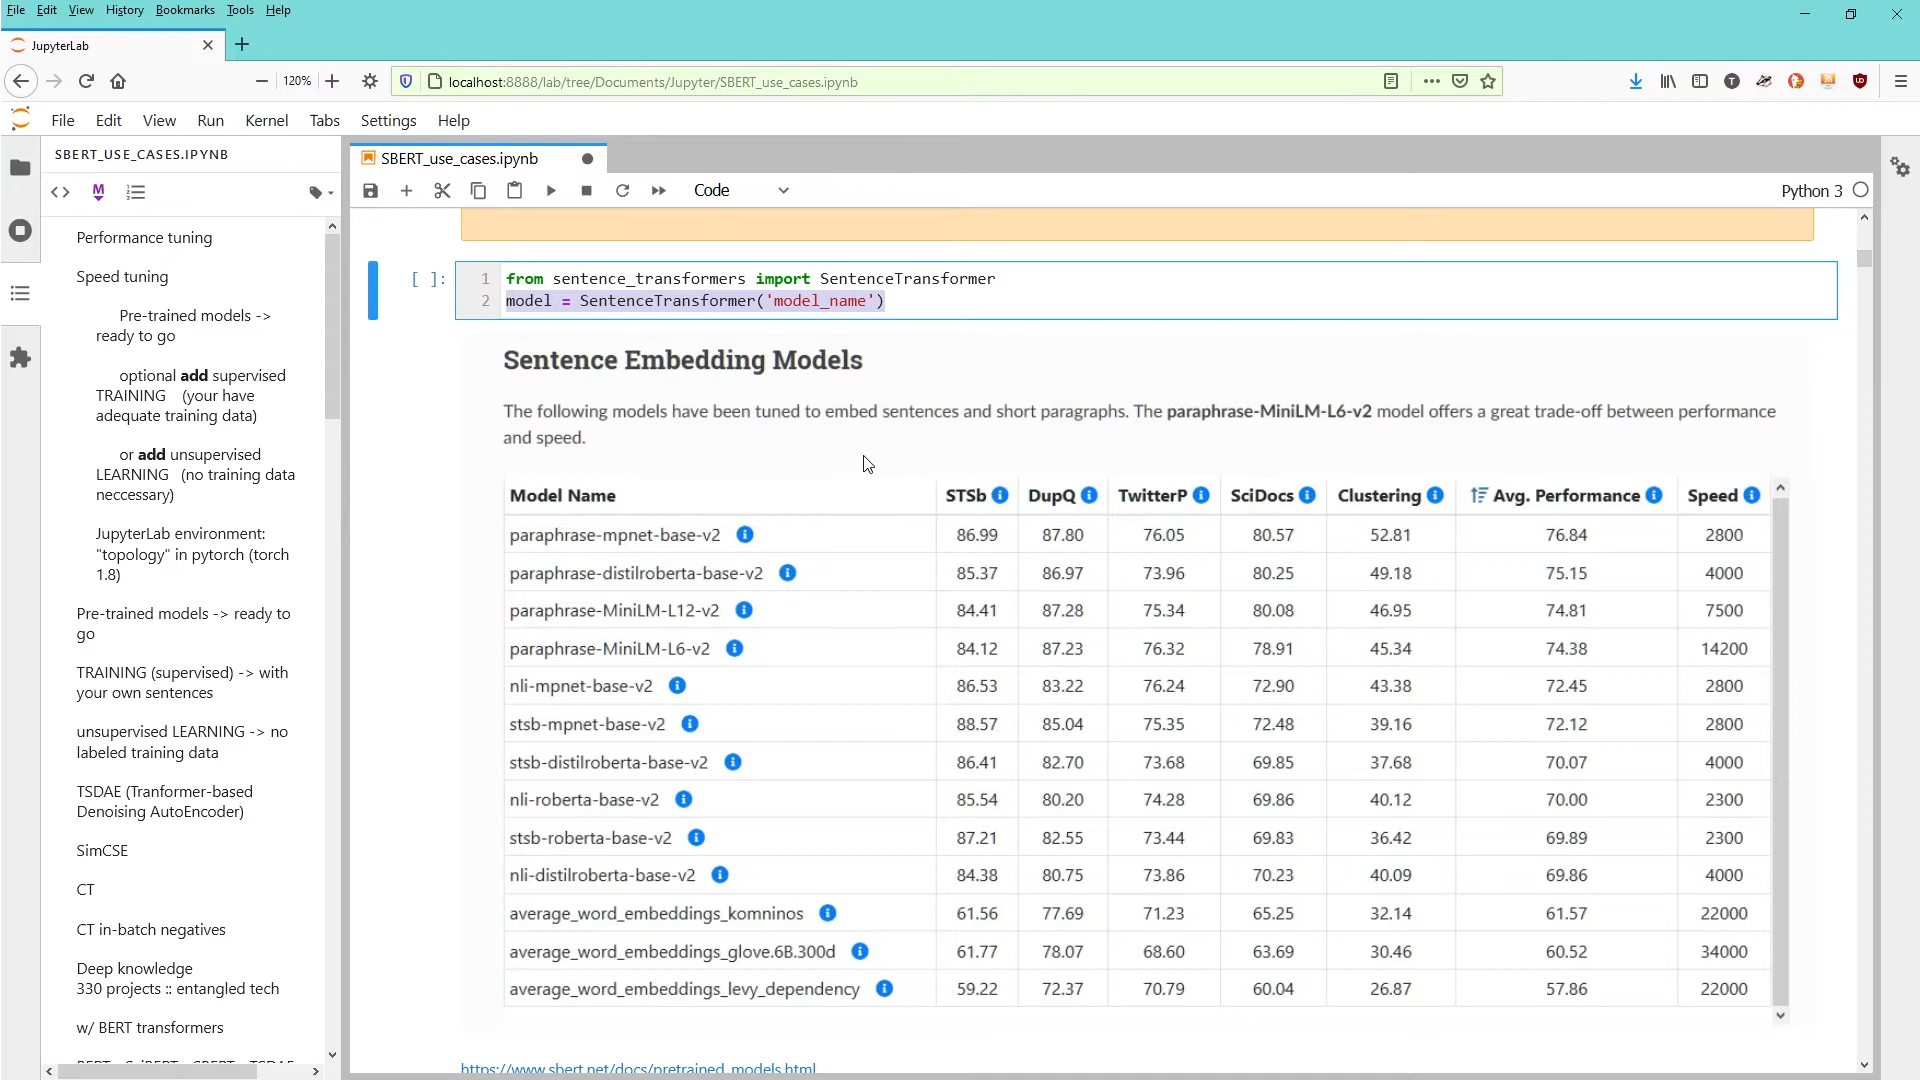 File Edit View History Bookmarks Tools Help
JupyterLab
120%
localhost:8888/lab/tree/Documents/Jupyter/SBERT_use_cases.ipynb
File Edit View Run Kernel Tabs Settings Help
SBERT_USE_CASES.IPYNB
Performance tuning
Speed tuning
Pre-trained models ->
ready to go
optional add supervised
TRAINING (your have
adequate training data)
or add unsupervised
LEARNING (no training data
neccessary)
JupyterLab environment:
"topology" in pytorch (torch
1.8)
Pre-trained models -> ready to
go
TRAINING (supervised) -> with
your own sentences
unsupervised LEARNING -> no
labeled training data
TSDAE (Tranformer-based
Denoising AutoEncoder)
SimCSE
CT
CT in-batch negatives
Deep knowledge
330 projects :: entangled tech
w/ BERT transformers
SBERT_use_cases.ipynb
Code
Python 3
[ ]:
1 from sentence_transformers import SentenceTransformer
2 model = SentenceTransformer('model_name')
Sentence Embedding Models
The following models have been tuned to embed sentences and short paragraphs. The paraphrase-MiniLM-L6-v2 model offers a great trade-off between performance
and speed.
Model Name STSb DupQ TwitterP SciDocs Clustering Avg. Performance Speed
paraphrase-mpnet-base-v2 86.99 87.80 76.05 80.57 52.81 76.84 2800
paraphrase-distilroberta-base-v2 85.37 86.97 73.96 80.25 49.18 75.15 4000
paraphrase-MiniLM-L12-v2 84.41 87.28 75.34 80.08 46.95 74.81 7500
paraphrase-MiniLM-L6-v2 84.12 87.23 76.32 78.91 45.34 74.38 14200
nli-mpnet-base-v2 86.53 83.22 76.24 72.90 43.38 72.45 2800
stsb-mpnet-base-v2 88.57 85.04 75.35 72.48 39.16 72.12 2800
stsb-distilroberta-base-v2 86.41 82.70 73.68 69.85 37.68 70.07 4000
nli-roberta-base-v2 85.54 80.20 74.28 69.86 40.12 70.00 2300
stsb-roberta-base-v2 87.21 82.55 73.44 69.83 36.42 69.89 2300
nli-distilroberta-base-v2 84.38 80.75 73.86 70.23 40.09 69.86 4000
average_word_embeddings_komninos 61.56 77.69 71.23 65.25 32.14 61.57 22000
average_word_embeddings_glove.6B.300d 61.77 78.07 68.60 63.69 30.46 60.52 34000
average_word_embeddings_levy_dependency 59.22 72.37 70.79 60.04 26.87 57.86 22000
https://www.sbert.net/docs/pretrained_models.html